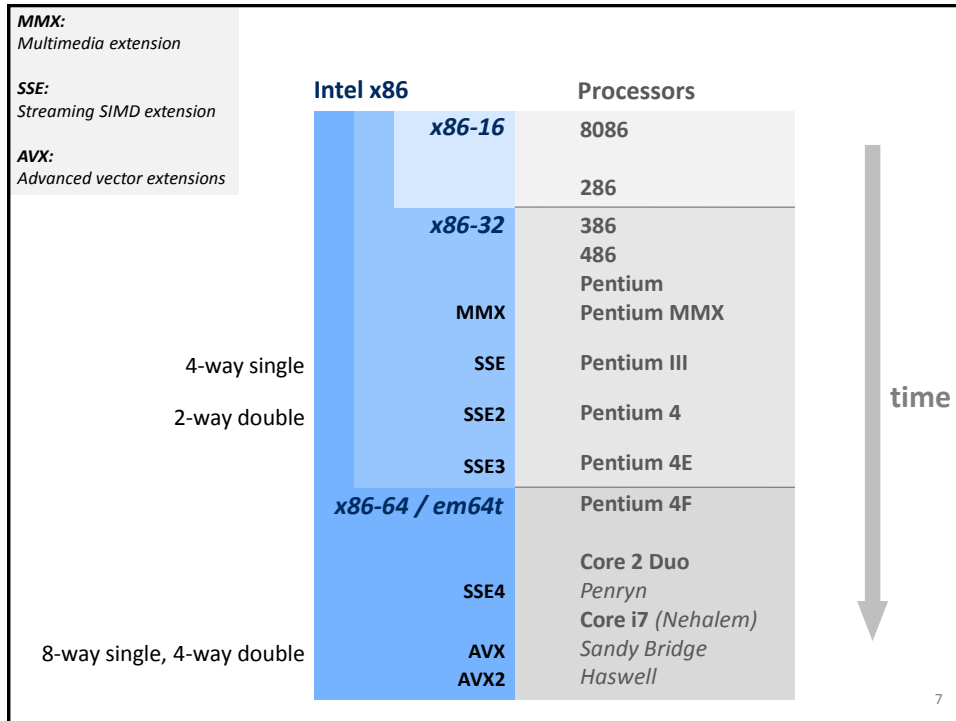 MMX:
Multimedia extension
SSE:
Streaming SIMD extension
AVX:
Advanced vector extensions
Intel x86
Processors
x86-16
8086
286
x86-32
386
486
Pentium
MMX
Pentium MMX
4-way single
SSE
Pentium III
2-way double
SSE2
Pentium 4
SSE3
Pentium 4E
x86-64 / em64t
Pentium 4F
Core 2 Duo
SSE4
Penryn
Core i7 (Nehalem)
8-way single, 4-way double
AVX
Sandy Bridge
AVX2
Haswell
time
7